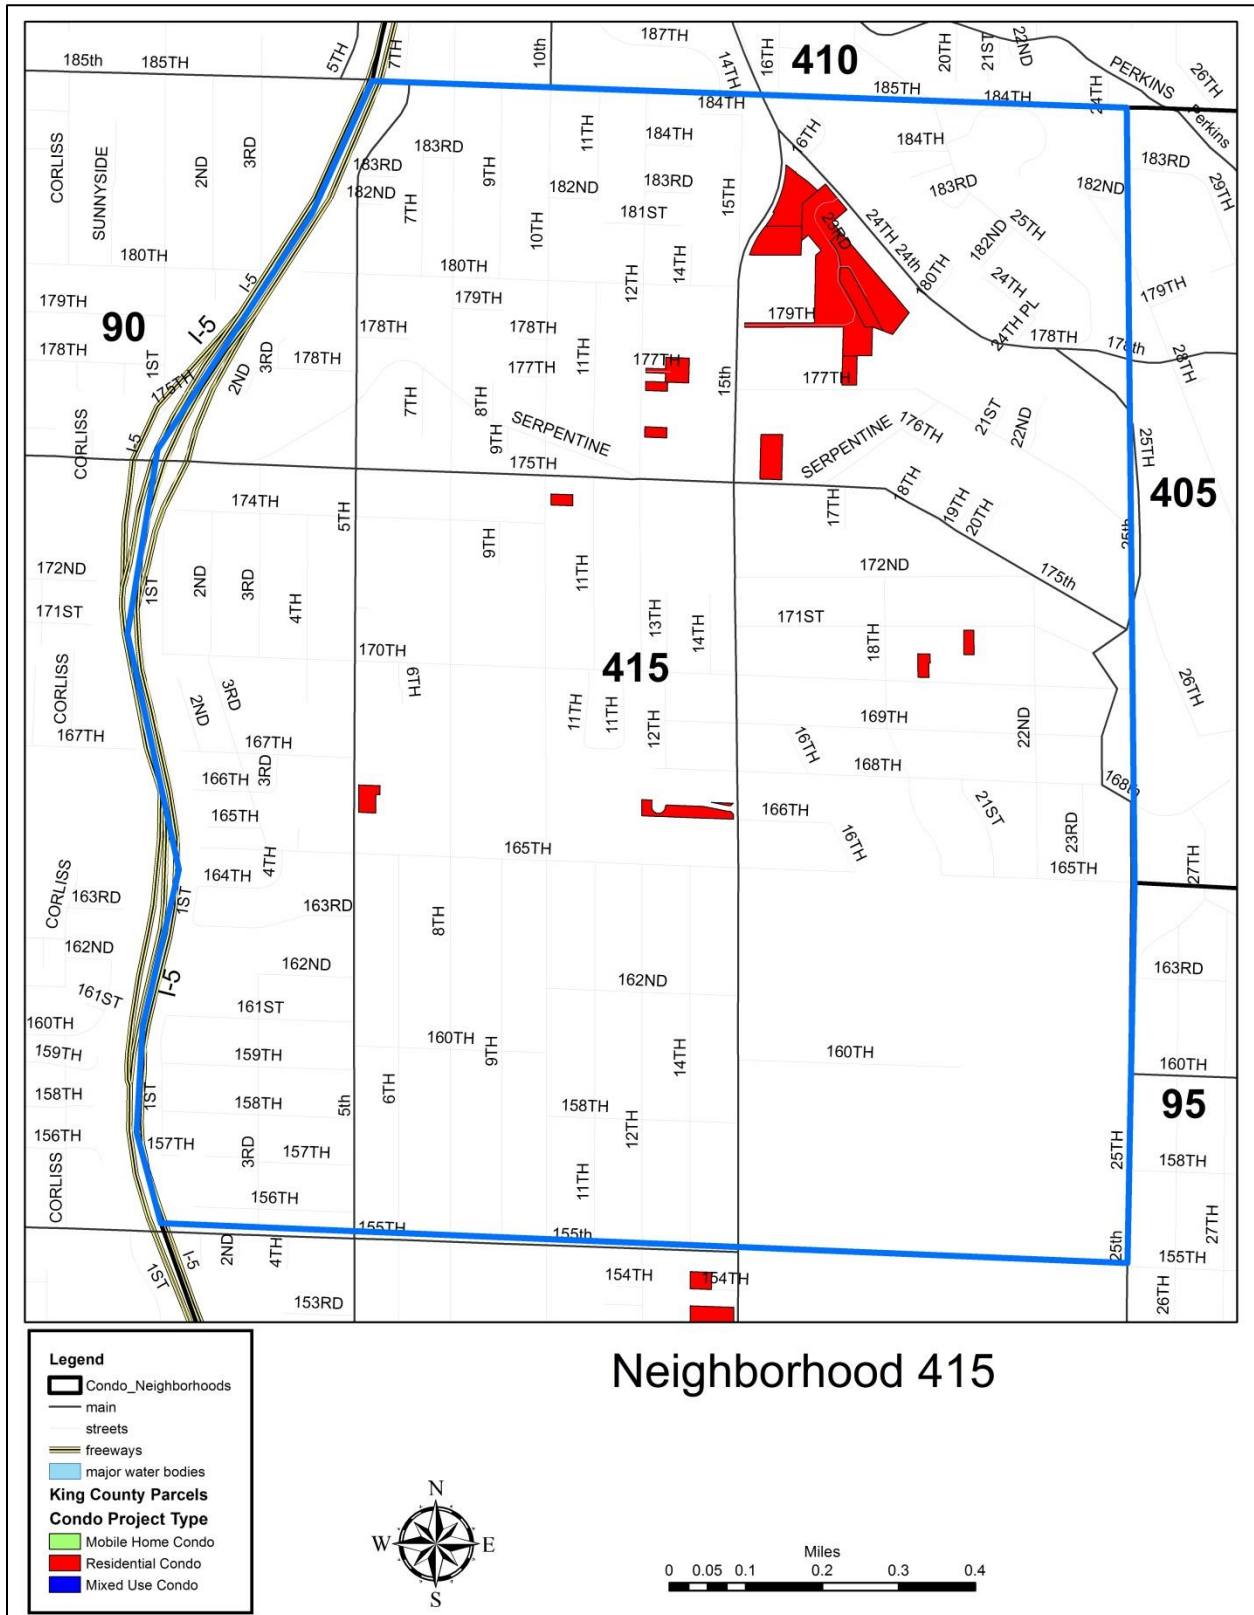 185th
185TH
5TH
7TH
10th
187TH
14TH
16TH
410
20TH
21ST
22ND
PERKINS
26TH
185TH
184TH
24TH
184TH
Perkins
CORLISS
SUNNYSIDE
2ND
3RD
183RD
183RD
182ND
7TH
9TH
11TH
184TH
183RD
182ND
181ST
10TH
15TH
16TH
184TH
183RD
182ND
183RD
29TH
23RD
24TH
24th
25TH
182ND
180TH
24TH
24TH PL
180TH
I-5
180TH
12TH
14TH
179TH
179TH
179TH
179TH
90
I-5
178TH
178TH
178TH
178TH
178TH
178th
28TH
1ST
175TH
2ND
3RD
177TH
11TH
177TH
15th
177TH
7TH
8TH
9TH
SERPENTINE
SERPENTINE
176TH
21ST
22ND
CORLISS
I-5
25TH
405
175TH
174TH
5TH
9TH
11TH
17TH
18TH
19TH
20TH
25th
172ND
175th
172ND
171ST
1ST
2ND
3RD
4TH
13TH
14TH
171ST
18TH
170TH
6TH
415
CORLISS
2ND
3RD
11TH
11TH
12TH
169TH
22ND
26TH
167TH
167TH
3RD
166TH
16TH
168TH
168th
165TH
166TH
16TH
21ST
23RD
165TH
165TH
27TH
4TH
164TH
CORLISS
163RD
1ST
163RD
8TH
162ND
162ND
162ND
163RD
161ST
I-5
161ST
160TH
160TH
9TH
14TH
160TH
160TH
159TH
159TH
158TH
1ST
158TH
5th
6TH
158TH
12TH
95
156TH
157TH
3RD
157TH
25TH
158TH
CORLISS
156TH
11TH
27TH
155TH
155th
25th
155TH
2ND
4TH
I-5
1ST
154TH
154TH
26TH
153RD
Neighborhood 415
Legend
Condo_Neighborhoods
main
streets
freeways
major water bodies
King County Parcels
Condo Project Type
Mobile Home Condo
Residential Condo
Mixed Use Condo
N
W
E
S
Miles
0 0.05 0.1 0.2 0.3 0.4